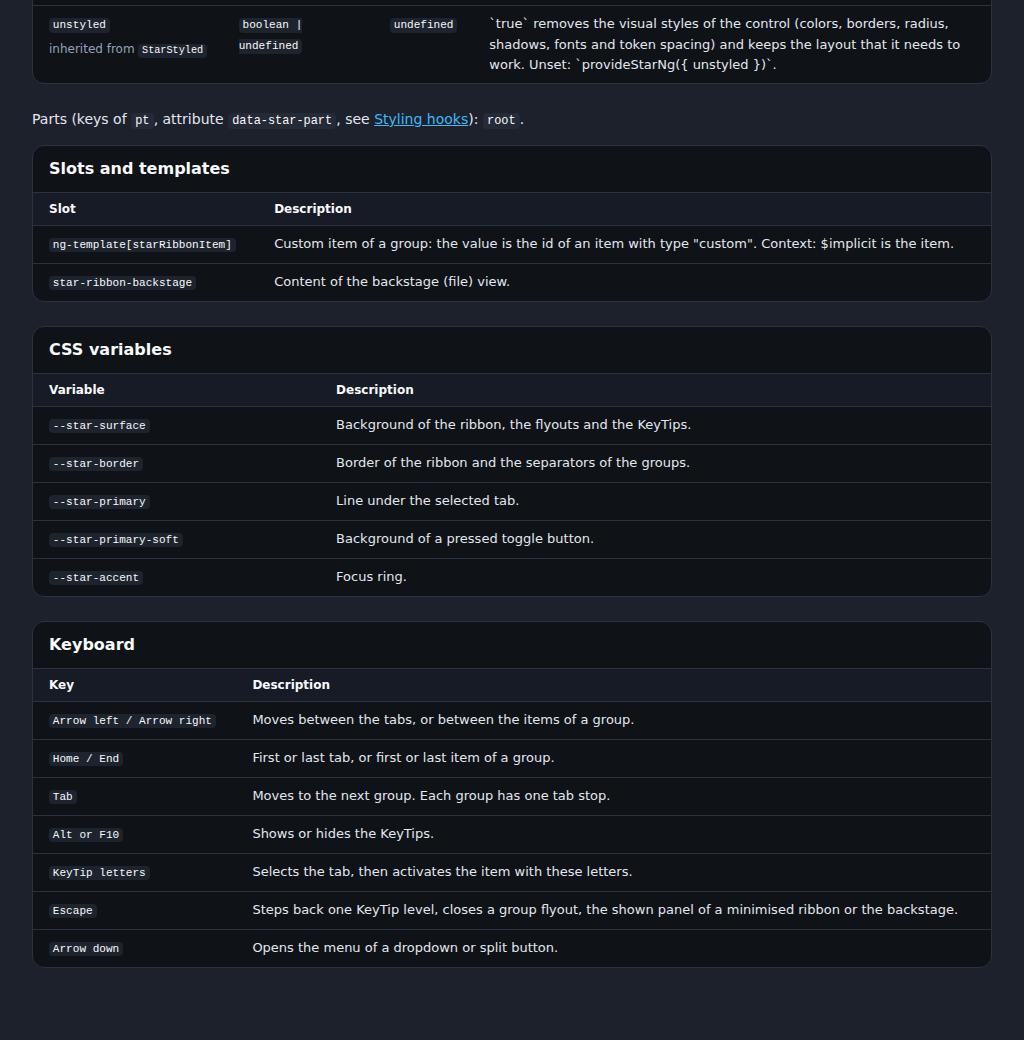 unstyled boolean | undefined `true` removes the visual styles of the control (colors, borders, radius,
inherited from StarStyled undefined shadows, fonts and token spacing) and keeps the layout that it needs to
work. Unset: `provideStarNg({ unstyled })`.
Parts (keys of pt, attribute data-star-part, see Styling hooks): root.
Slots and templates
Slot Description
ng-template[starRibbonItem] Custom item of a group: the value is the id of an item with type "custom". Context: $implicit is the item.
star-ribbon-backstage Content of the backstage (file) view.
CSS variables
Variable Description
--star-surface Background of the ribbon, the flyouts and the KeyTips.
--star-border Border of the ribbon and the separators of the groups.
--star-primary Line under the selected tab.
--star-primary-soft Background of a pressed toggle button.
--star-accent Focus ring.
Keyboard
Key Description
Arrow left / Arrow right Moves between the tabs, or between the items of a group.
Home / End First or last tab, or first or last item of a group.
Tab Moves to the next group. Each group has one tab stop.
Alt or F10 Shows or hides the KeyTips.
KeyTip letters Selects the tab, then activates the item with these letters.
Escape Steps back one KeyTip level, closes a group flyout, the shown panel of a minimised ribbon or the backstage.
Arrow down Opens the menu of a dropdown or split button.